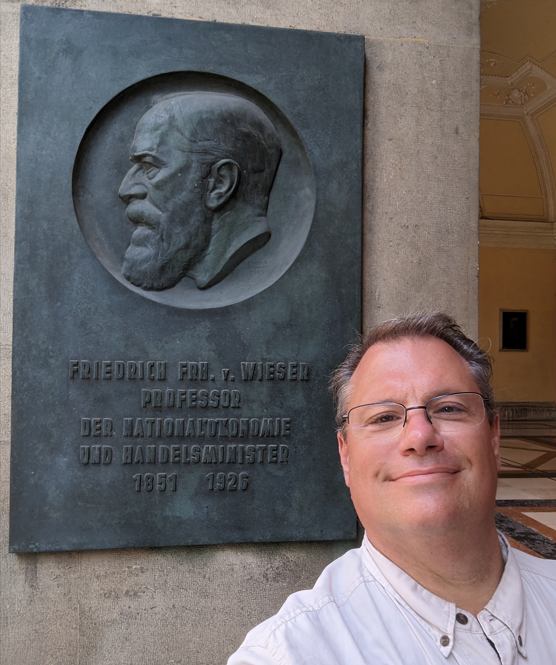 FRIEDRICH FRH. v. WIESER
PROFESSOR
DER NATIONALÖKONOMIE
UND HANDELSMINISTER
1851 1926